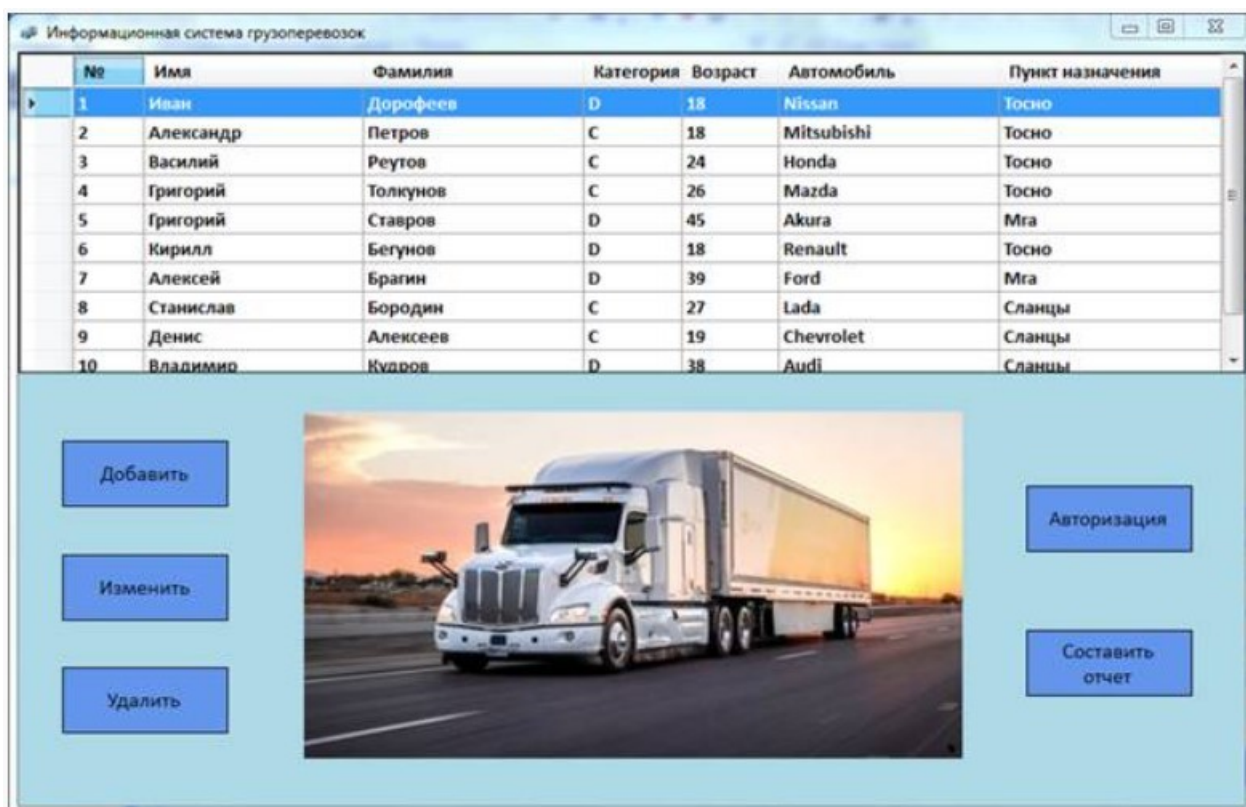 Информационная система грузоперевозок
№ Имя Фамилия Категория Возраст Автомобиль Пункт назначения
1 Иван Дорофеев D 18 Nissan Тосно
2 Александр Петров C 18 Mitsubishi Тосно
3 Василий Реутов C 24 Honda Тосно
4 Григорий Толкунов C 26 Mazda Тосно
5 Григорий Ставров D 45 Akura Mга
6 Кирилл Бегунов D 18 Renault Тосно
7 Алексей Брагин D 39 Ford Мга
8 Станислав Бородин C 27 Lada Сланцы
9 Денис Алексеев C 19 Chevrolet Сланцы
10 Владимир Кудров D 38 Audi Сланцы
Добавить
Изменить
Удалить
Авторизация
Составить
отчет